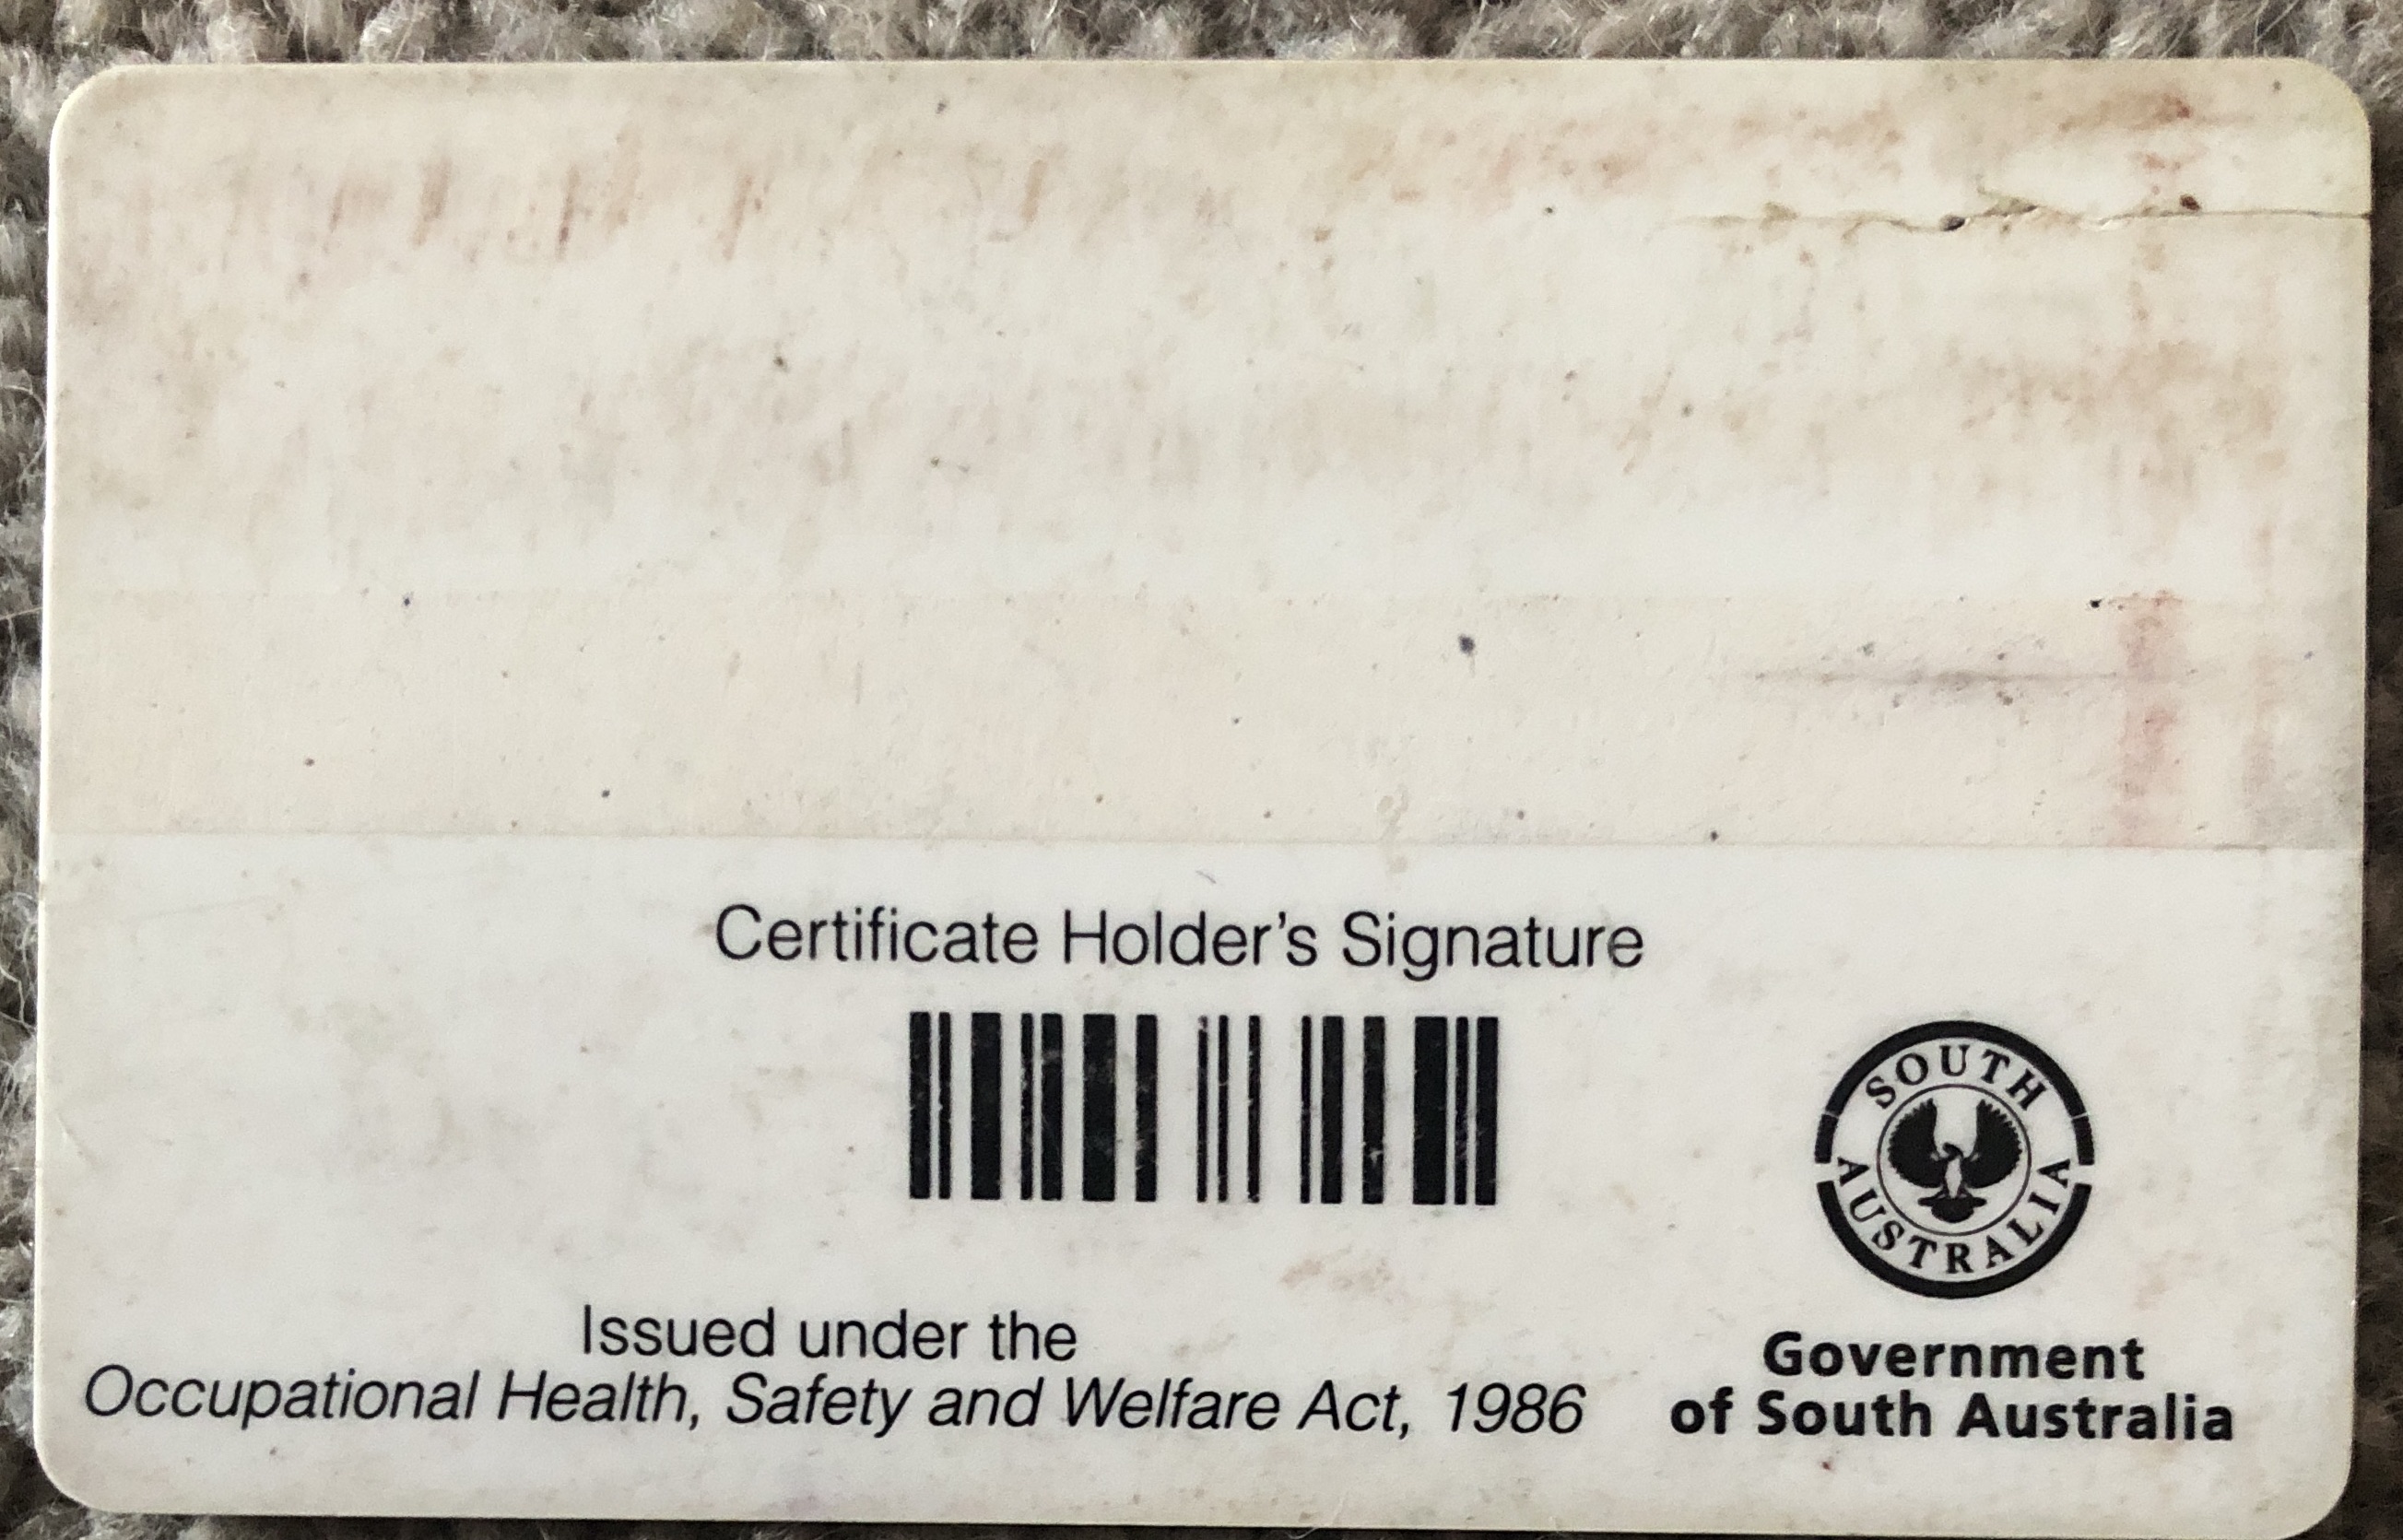 Certificate Holder's Signature
SOUTH
AUSTRALIA
Issued under the
Occupational Health, Safety and Welfare Act, 1986
Government
of South Australia